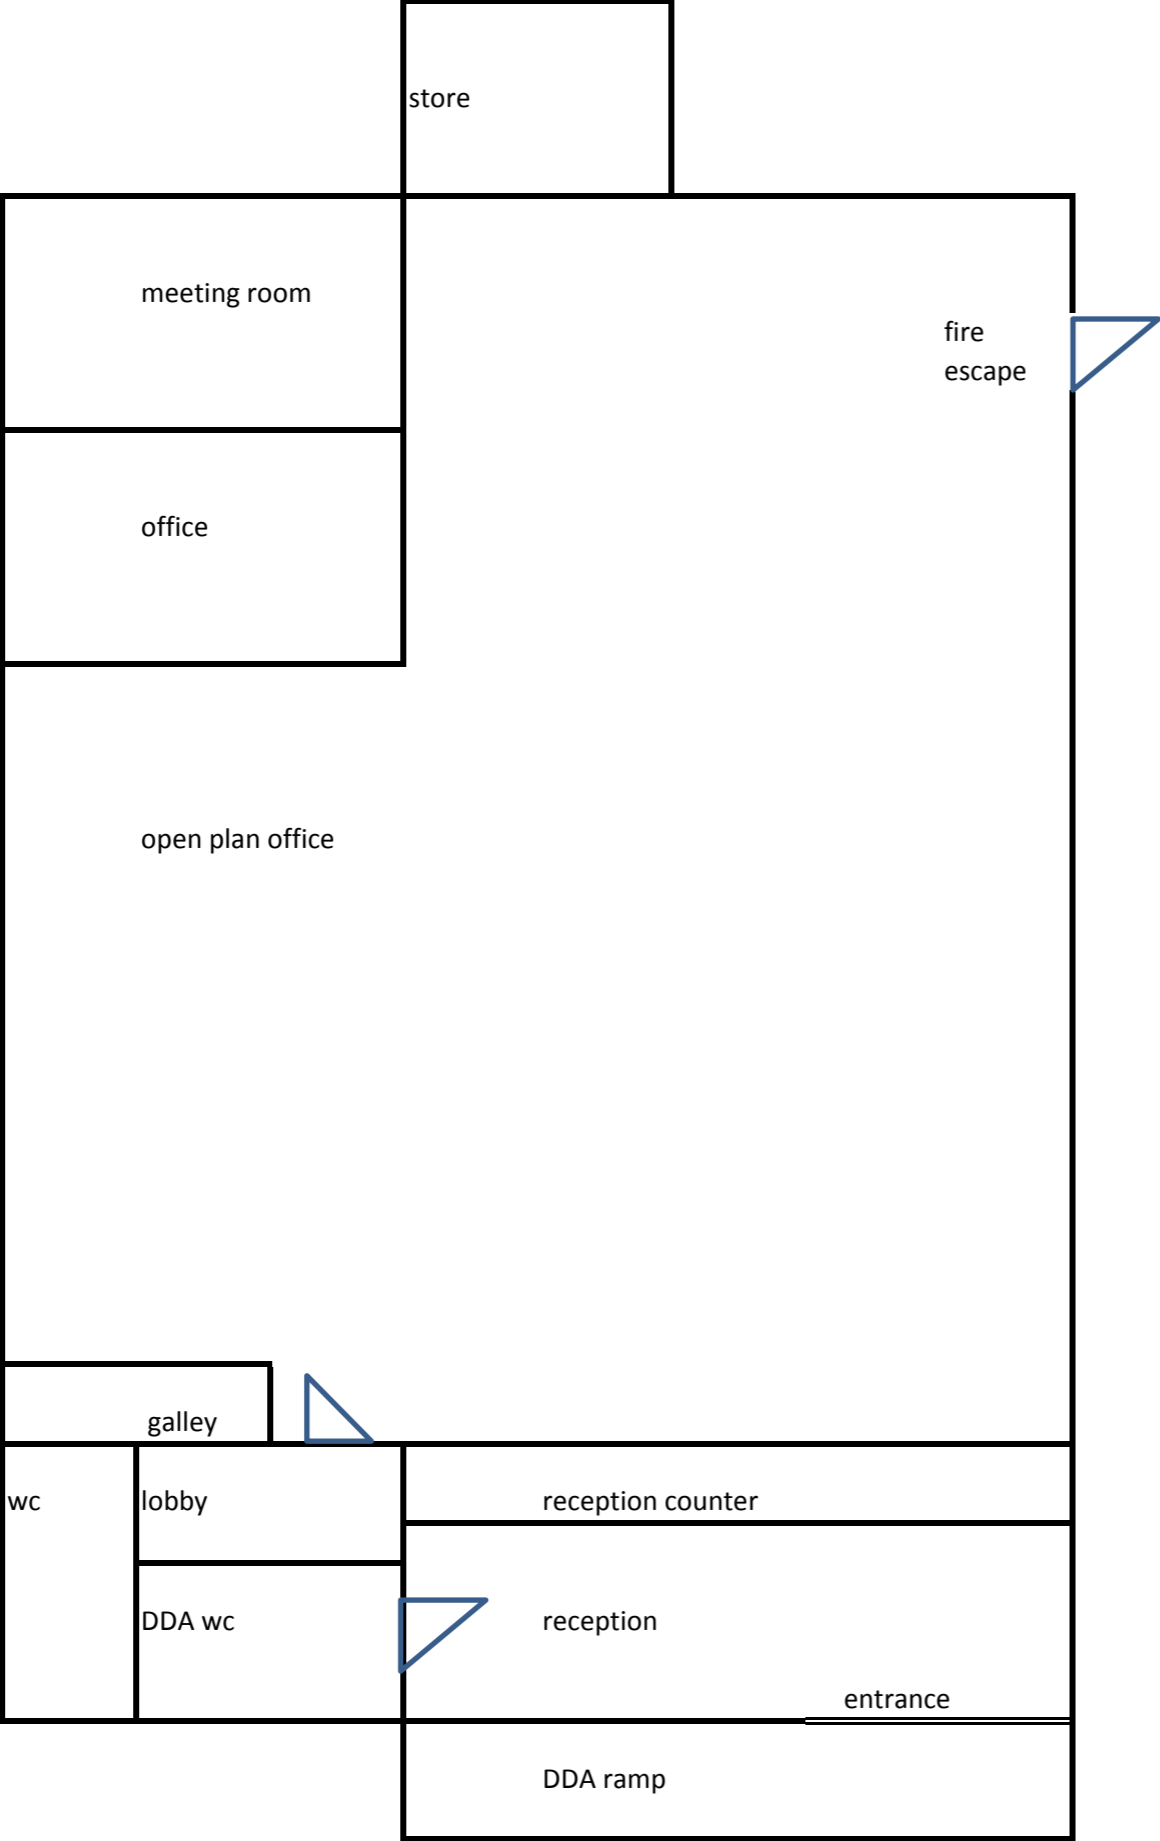 store
meeting room
fire
escape
office
open plan office
galley
wc
lobby
reception counter
DDA wc
reception
entrance
DDA ramp